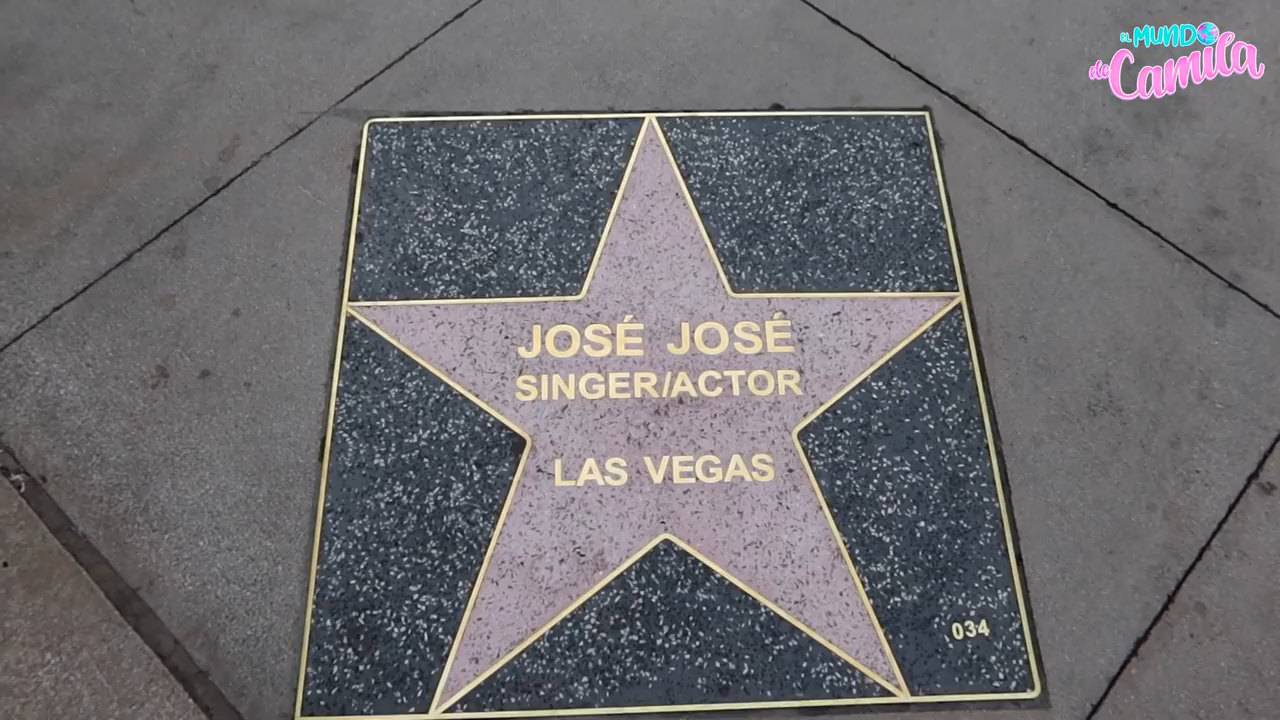 EL MUNDO
de Camila
JOSÉ JOSÉ
SINGER/ACTOR
LAS VEGAS
034